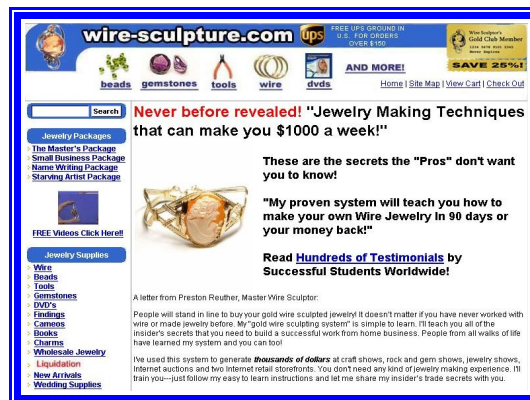 wire-sculpture.com
ups
FREE UPS GROUND IN
U.S. FOR ORDERS
OVER $150
Wire Sculptor's
Gold Club Member
SAVE 25%!
beads gemstones tools wire dvds AND MORE!
Home | Site Map | View Cart | Check Out
Search
Jewelry Packages
The Master's Package
Small Business Package
Name Writing Package
Starving Artist Package
FREE Videos Click Here!!
Jewelry Supplies
Wire
Beads
Tools
Gemstones
DVD's
Findings
Cameos
Books
Charms
Wholesale Jewelry
Liquidation
New Arrivals
Wedding Supplies
Never before revealed! "Jewelry Making Techniques
that can make you $1000 a week!"
These are the secrets the "Pros" don't want
you to know!
"My proven system will teach you how to
make your own Wire Jewelry In 90 days or
your money back!"
Read Hundreds of Testimonials by
Successful Students Worldwide!
A letter from Preston Reuther, Master Wire Sculptor:
People will stand in line to buy your gold wire sculpted jewelry! It doesn't matter if you have never worked with
wire or made jewelry before. My "gold wire sculpting system" is simple to learn. I'll teach you all of the
insider's secrets that you need to build a successful work from home business. People from all walks of life
have learned my system and you can too!
I've used this system to generate thousands of dollars at craft shows, rock and gem shows, jewelry shows,
Internet auctions and two Internet retail storefronts. You don't need any kind of jewelry making experience. I'll
train you---just follow my easy to learn instructions and let me share my insider's trade secrets with you.